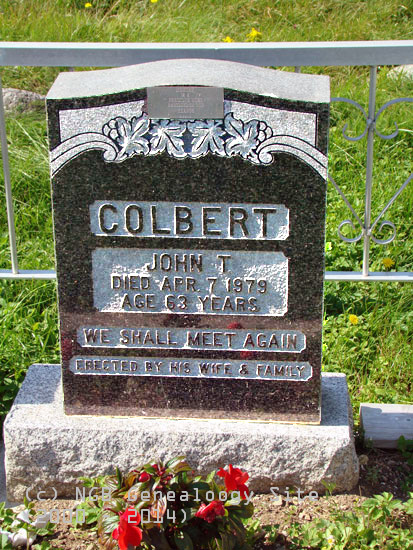 COLBERT
JOHN T.
DIED APR. 7 1979
AGE 63 YEARS
WE SHALL MEET AGAIN
ERECTED BY HIS WIFE & FAMILY
(c) NGB Genealogy Site
2014)